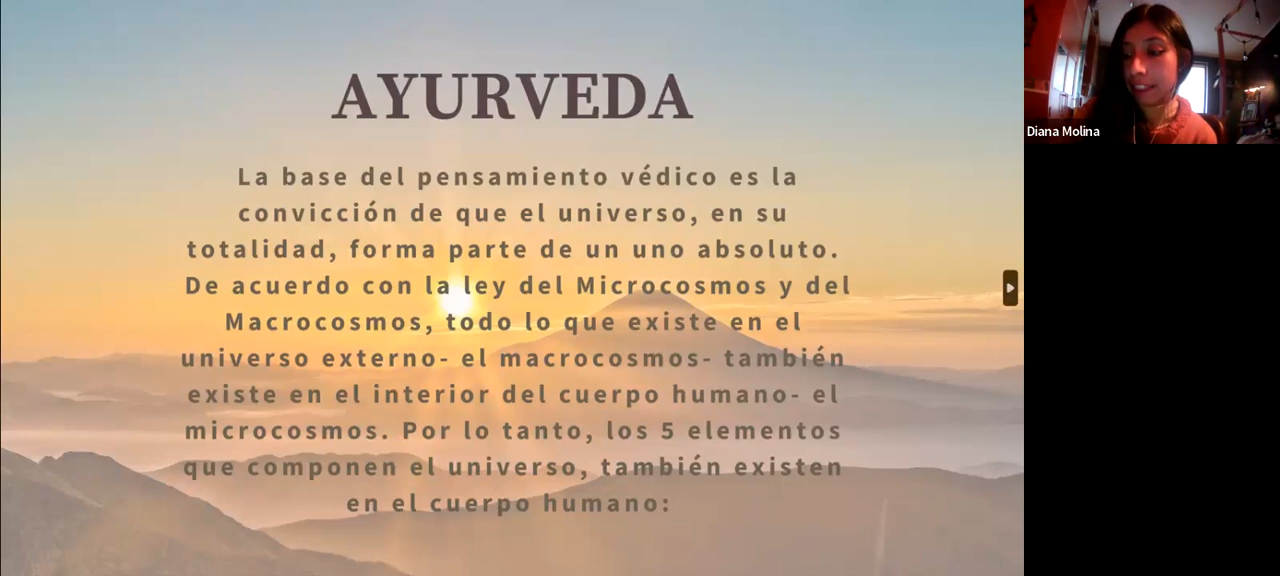 AYURVEDA
La base del pensamiento védico es la
convicción de que el universo, en su
totalidad, forma parte de un uno absoluto.
De acuerdo con la ley del Microcosmos y del
Macrocosmos, todo lo que existe en el
universo externo- el macrocosmos- también
existe en el interior del cuerpo humano- el
microcosmos. Por lo tanto, los 5 elementos
que componen el universo, también existen
en el cuerpo humano:
Diana Molina